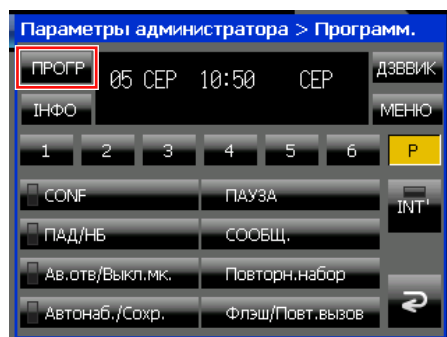 Параметры администратора > Программ.
ПРОГР 05 СЕР 10:50 СЕР ДЗВВИК
ІНФО МЕНЮ
1 2 3 4 5 6 P
CONF ПАУЗА INT'
ПАД/НБ СООБЩ.
Ав.отв/Выкл.мк. Повторн.набор
Автонаб./Сохр. Флэш/Повт.вызов